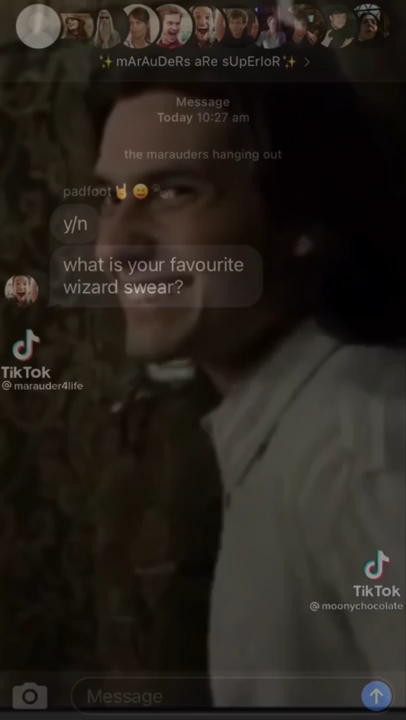 ✨mArAuDeRs aRe sUpErIoR✨ >
Message
Today 10:27 am
the marauders hanging out
padfoot🤘😄🐾
y/n
what is your favourite
wizard swear?
TikTok
@marauder4life
TikTok
@moonychocolate
Message